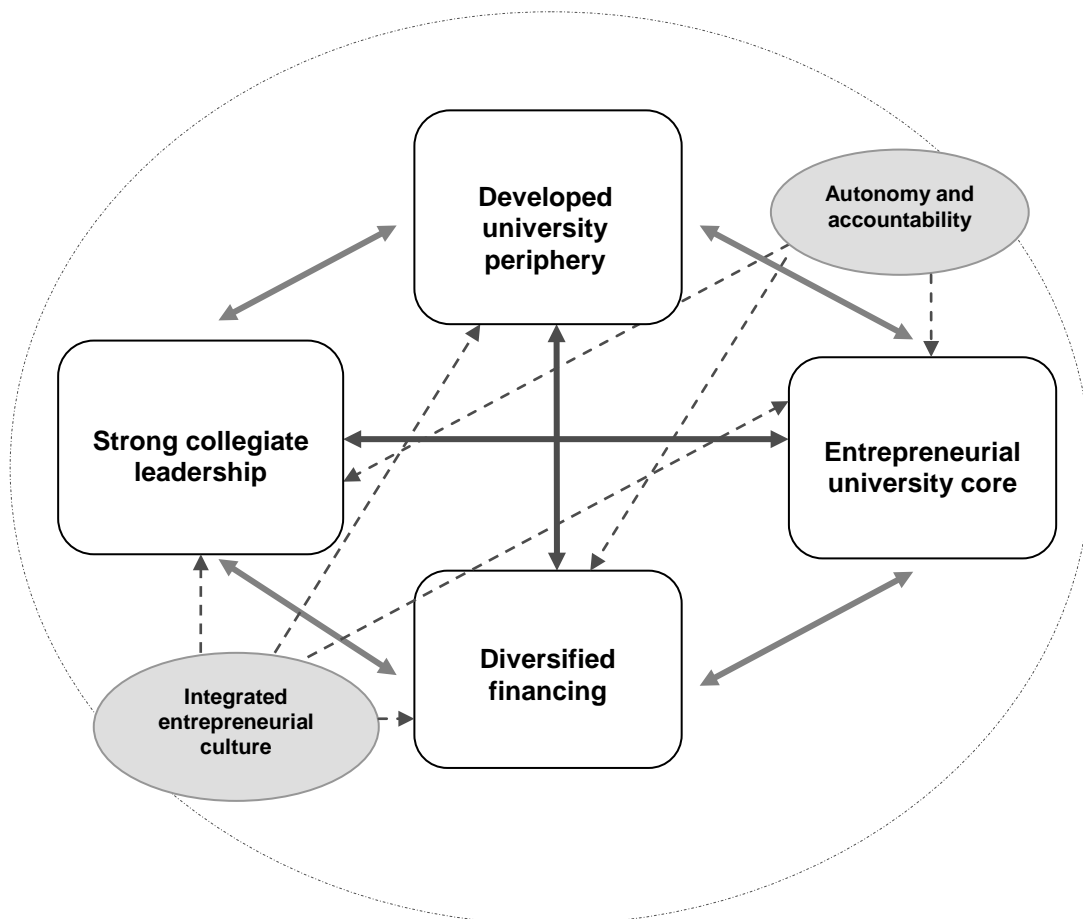 Developed
university
periphery
Autonomy and
accountability
Strong collegiate
leadership
Entrepreneurial
university core
Diversified
financing
Integrated
entrepreneurial
culture